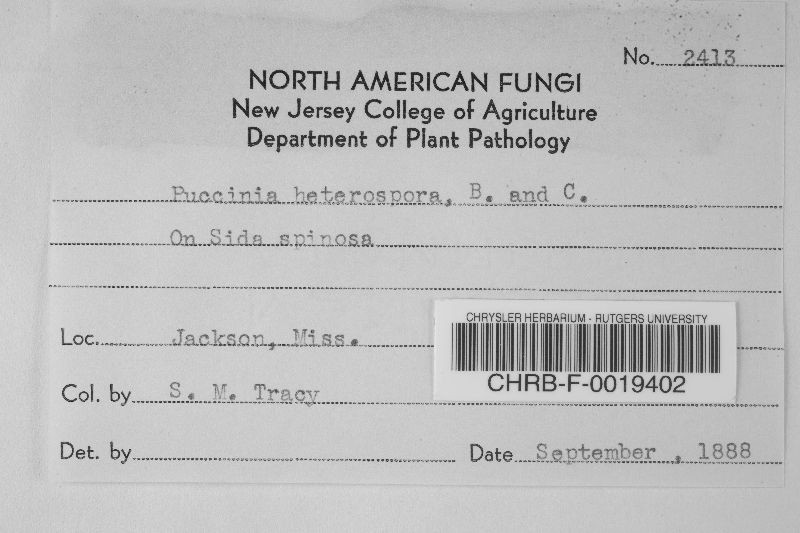 No. 2413
NORTH AMERICAN FUNGI
New Jersey College of Agriculture
Department of Plant Pathology
Puccinia heterospora, B. and C.
On Sida spinosa
Loc. Jackson, Miss.
CHRYSLER HERBARIUM - RUTGERS UNIVERSITY
CHRB-F-0019402
Col. by S. M. Tracy
Det. by
Date September , 1888